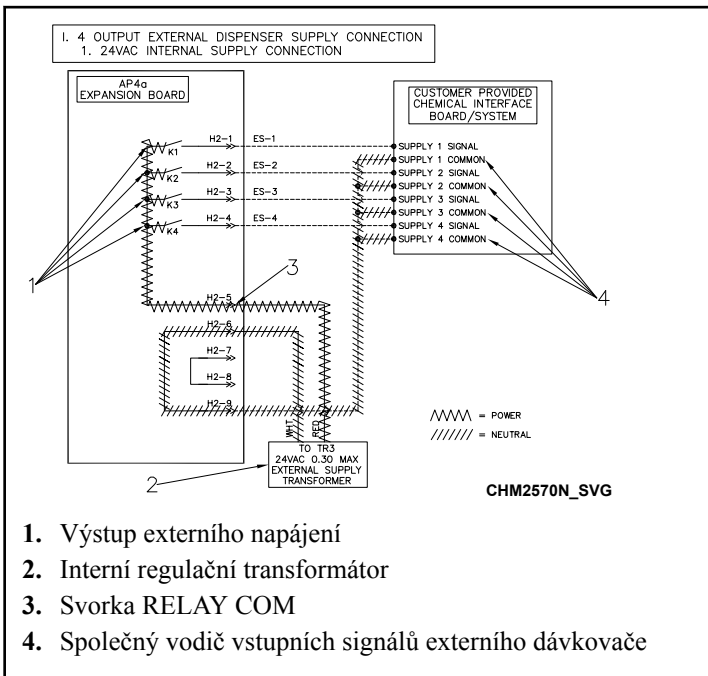 I. 4 OUTPUT EXTERNAL DISPENSER SUPPLY CONNECTION
1. 24VAC INTERNAL SUPPLY CONNECTION
AP4a
EXPANSION BOARD
CUSTOMER PROVIDED
CHEMICAL INTERFACE
BOARD/SYSTEM
K1 H2-1 ES-1 SUPPLY 1 SIGNAL
SUPPLY 1 COMMON
K2 H2-2 ES-2 SUPPLY 2 SIGNAL
SUPPLY 2 COMMON
K3 H2-3 ES-3 SUPPLY 3 SIGNAL
SUPPLY 3 COMMON
K4 H2-4 ES-4 SUPPLY 4 SIGNAL
SUPPLY 4 COMMON
1
3
4
H2-5
H2-6
H2-7
H2-8
H2-9
WHT RED
TO TR3
24VAC 0.30 MAX
EXTERNAL SUPPLY
TRANSFORMER
2
= POWER
= NEUTRAL
CHM2570N_SVG
1. Výstup externího napájení
2. Interní regulační transformátor
3. Svorka RELAY COM
4. Společný vodič vstupních signálů externího dávkovače